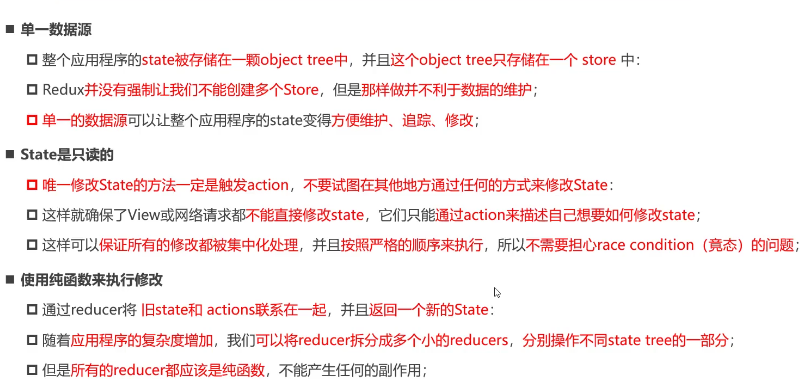 单一数据源
整个应用程序的state被存储在一颗object tree中，并且这个object tree只存储在一个 store 中：
Redux并没有强制让我们不能创建多个Store，但是那样做并不利于数据的维护；
单一的数据源可以让整个应用程序的state变得方便维护、追踪、修改；
State是只读的
唯一修改State的方法一定是触发action，不要试图在其他地方通过任何的方式来修改State：
这样就确保了View或网络请求都不能直接修改state，它们只能通过action来描述自己想要如何修改state；
这样可以保证所有的修改都被集中化处理，并且按照严格的顺序来执行，所以不需要担心race condition（竟态）的问题；
使用纯函数来执行修改
通过reducer将 旧state和 actions联系在一起，并且返回一个新的State：
随着应用程序的复杂度增加，我们可以将reducer拆分成多个小的reducers，分别操作不同state tree的一部分；
但是所有的reducer都应该是纯函数，不能产生任何的副作用；